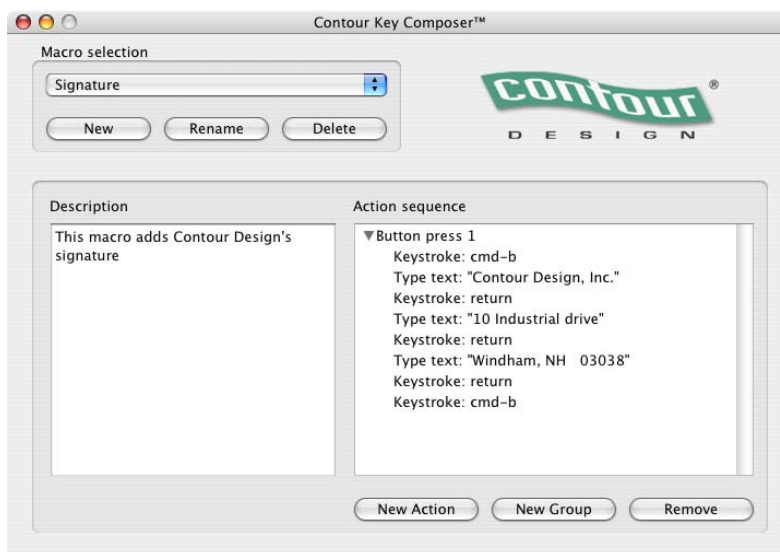 Contour Key Composer™
Macro selection
Signature
New Rename Delete
contour®
DESIGN
Description
This macro adds Contour Design's
signature
Action sequence
▼Button press 1
Keystroke: cmd-b
Type text: "Contour Design, Inc."
Keystroke: return
Type text: "10 Industrial drive"
Keystroke: return
Type text: "Windham, NH   03038"
Keystroke: return
Keystroke: cmd-b
New Action New Group Remove